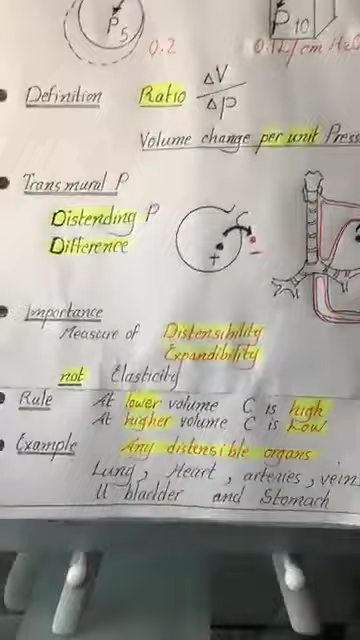 P5
0.2
P10
• Definition Ratio ΔV
ΔP
Volume change per unit Press
• Transmural P
Distending P
Difference
+
-
• Importance
Measure of Distensibility
Expandibility
not Elasticity
• Rule At lower volume C is high
At higher volume C is Low
• Example Any distensible organs
Lung, Heart, arteries, vein
U bladder and Stomach